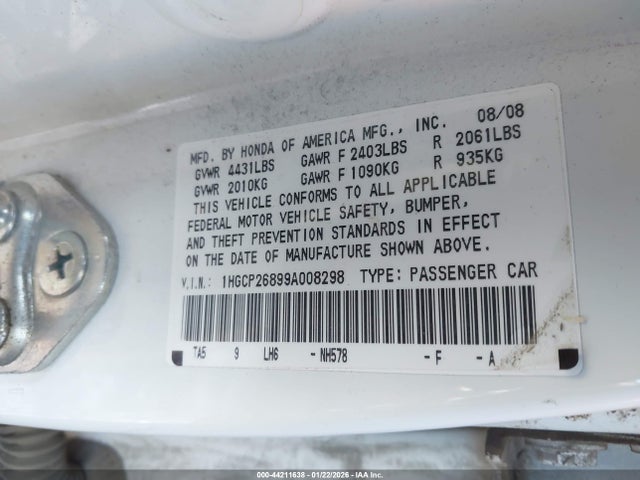 MFD. BY HONDA OF AMERICA MFG., INC. 08/08
GVWR 4431LBS GAWR F 2403LBS R 2061LBS
GVWR 2010KG GAWR F 1090KG R 935KG
THIS VEHICLE CONFORMS TO ALL APPLICABLE
FEDERAL MOTOR VEHICLE SAFETY, BUMPER,
AND THEFT PREVENTION STANDARDS IN EFFECT
ON THE DATE OF MANUFACTURE SHOWN ABOVE.
V.I.N.: 1HGCP26899A008298 TYPE: PASSENGER CAR
TA5 9 LH6 -NH578 -F -A
000-44211638 - 01/22/2026 - IAAI.COM